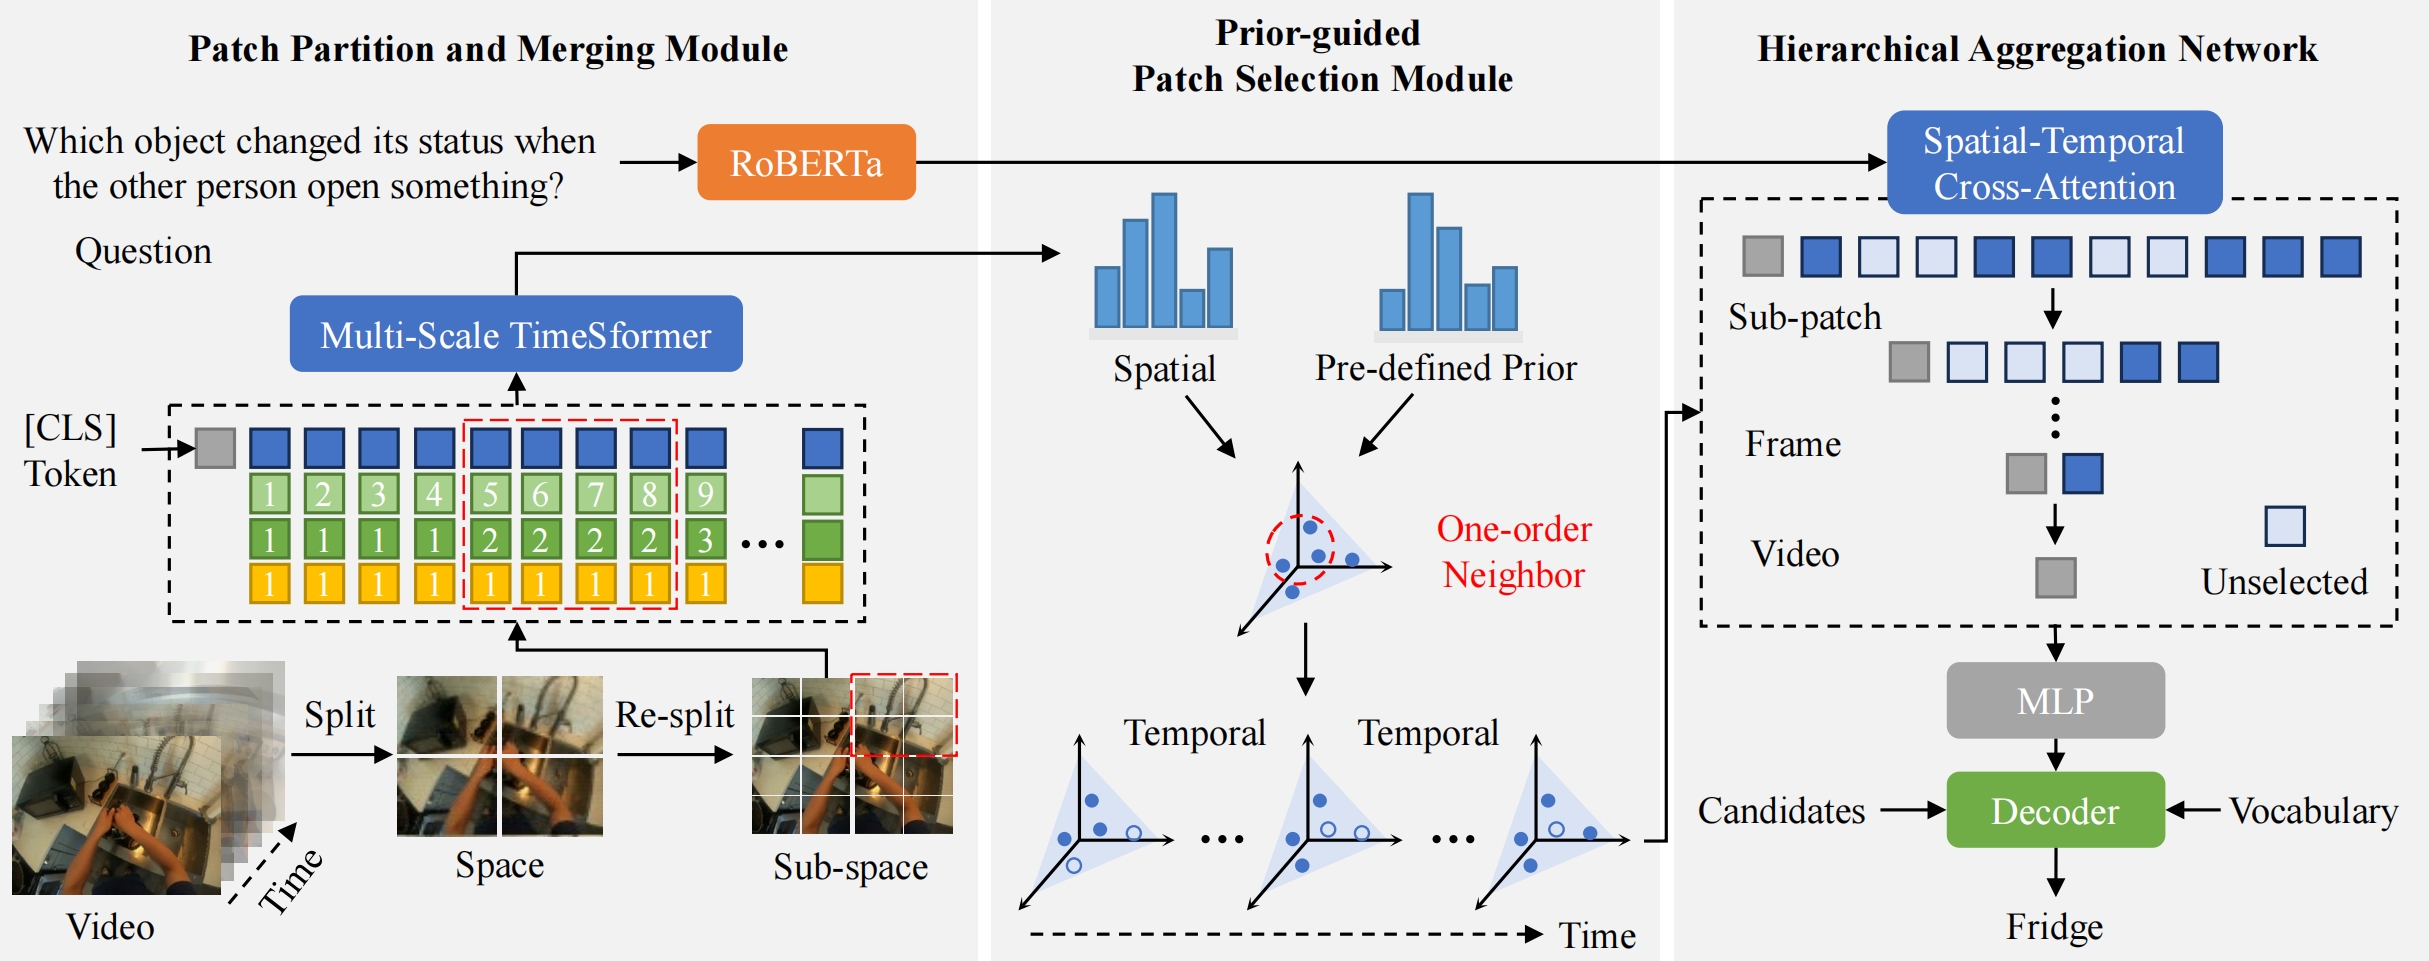 Patch Partition and Merging Module
Which object changed its status when
the other person open something?
RoBERTa
Question
Multi-Scale TimeSformer
[CLS]
Token
1 2 3 4 5 6 7 8 9
1 1 1 1 2 2 2 2 3
1 1 1 1 1 1 1 1 1
Split
Re-split
Time
Video
Space
Sub-space
Prior-guided
Patch Selection Module
Spatial
Pre-defined Prior
One-order
Neighbor
Temporal
Temporal
Time
Hierarchical Aggregation Network
Spatial-Temporal
Cross-Attention
Sub-patch
Frame
Video
Unselected
MLP
Candidates
Decoder
Vocabulary
Fridge